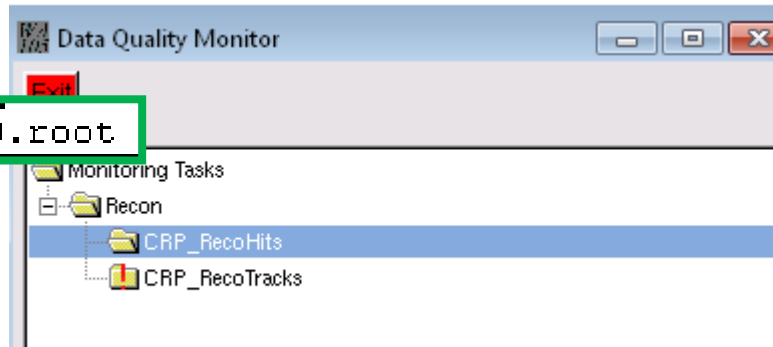 Data Quality Monitor
Exit
.root
Monitoring Tasks
Recon
CRP_RecoHits
CRP_RecoTracks